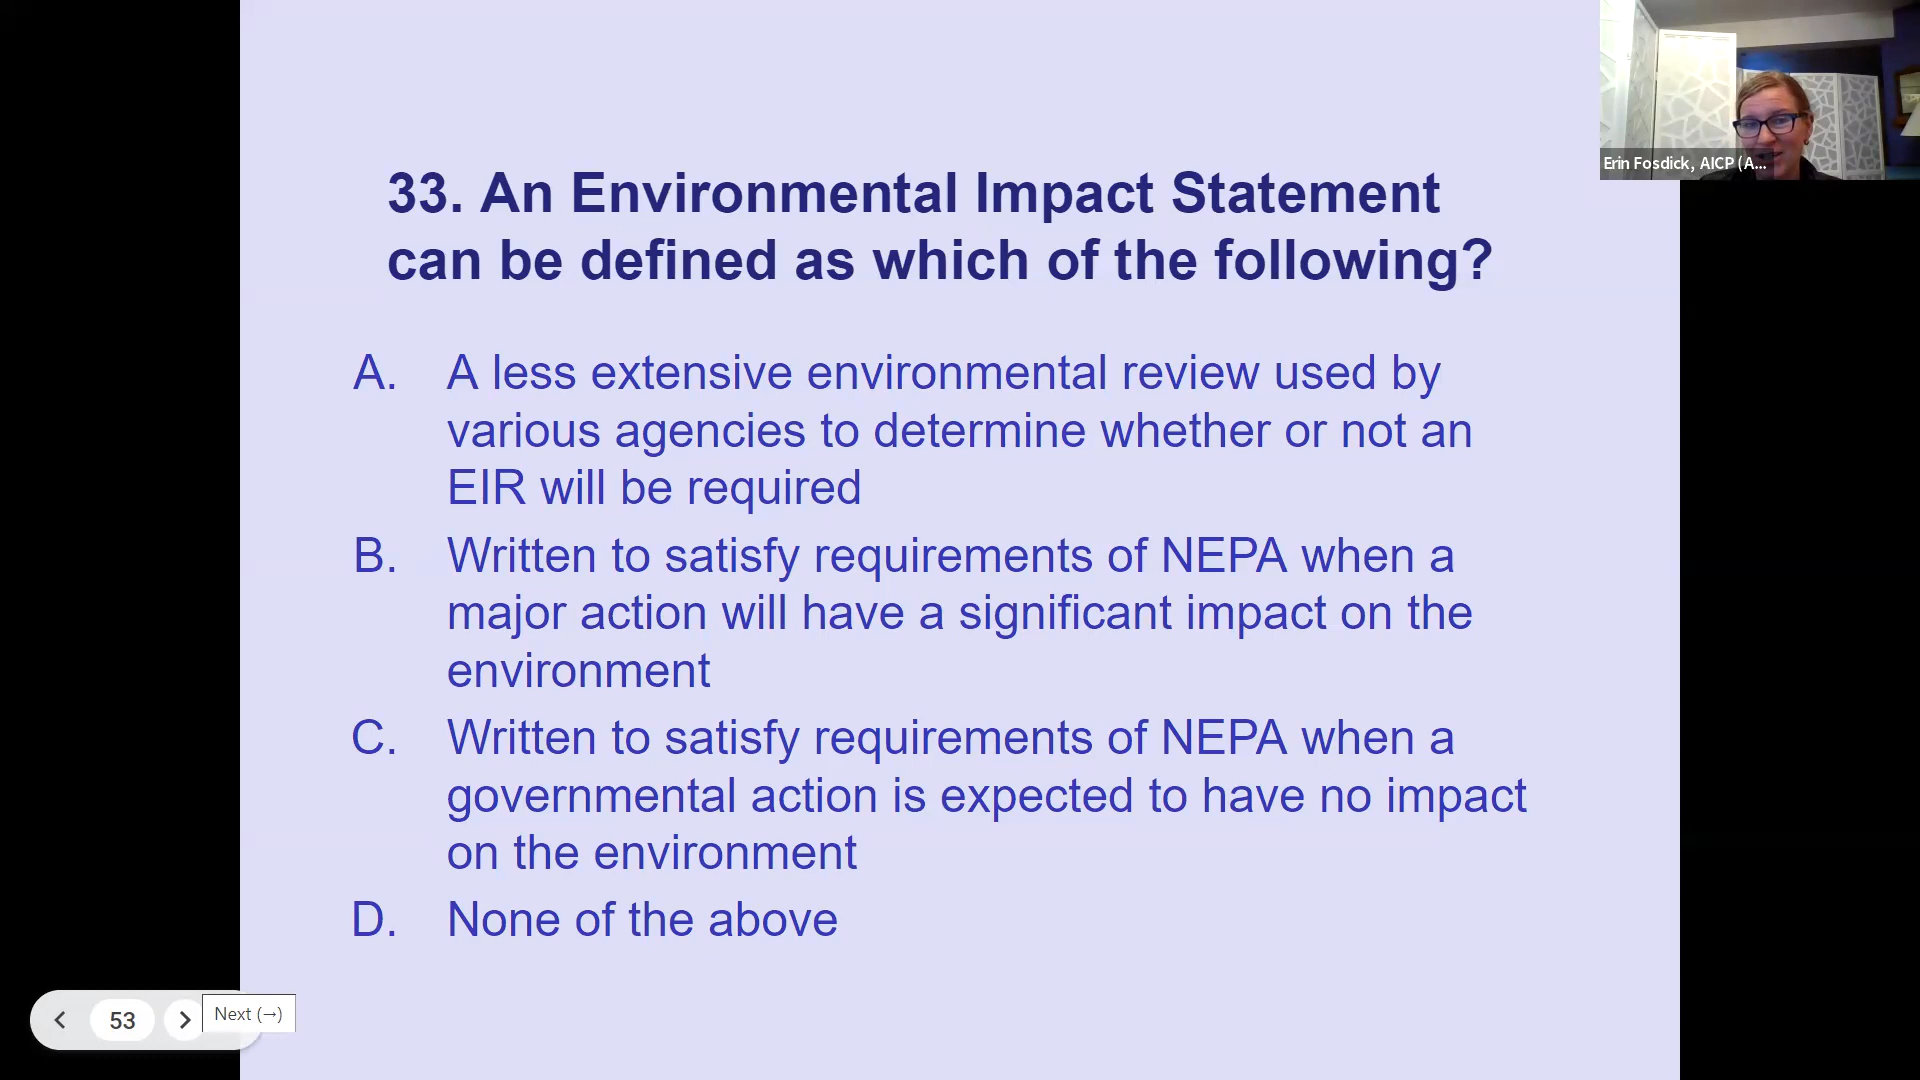 Erin Fosdick, AICP (A...
33. An Environmental Impact Statement
can be defined as which of the following?
A. A less extensive environmental review used by
various agencies to determine whether or not an
EIR will be required
B. Written to satisfy requirements of NEPA when a
major action will have a significant impact on the
environment
C. Written to satisfy requirements of NEPA when a
governmental action is expected to have no impact
on the environment
D. None of the above
53
Next (→)